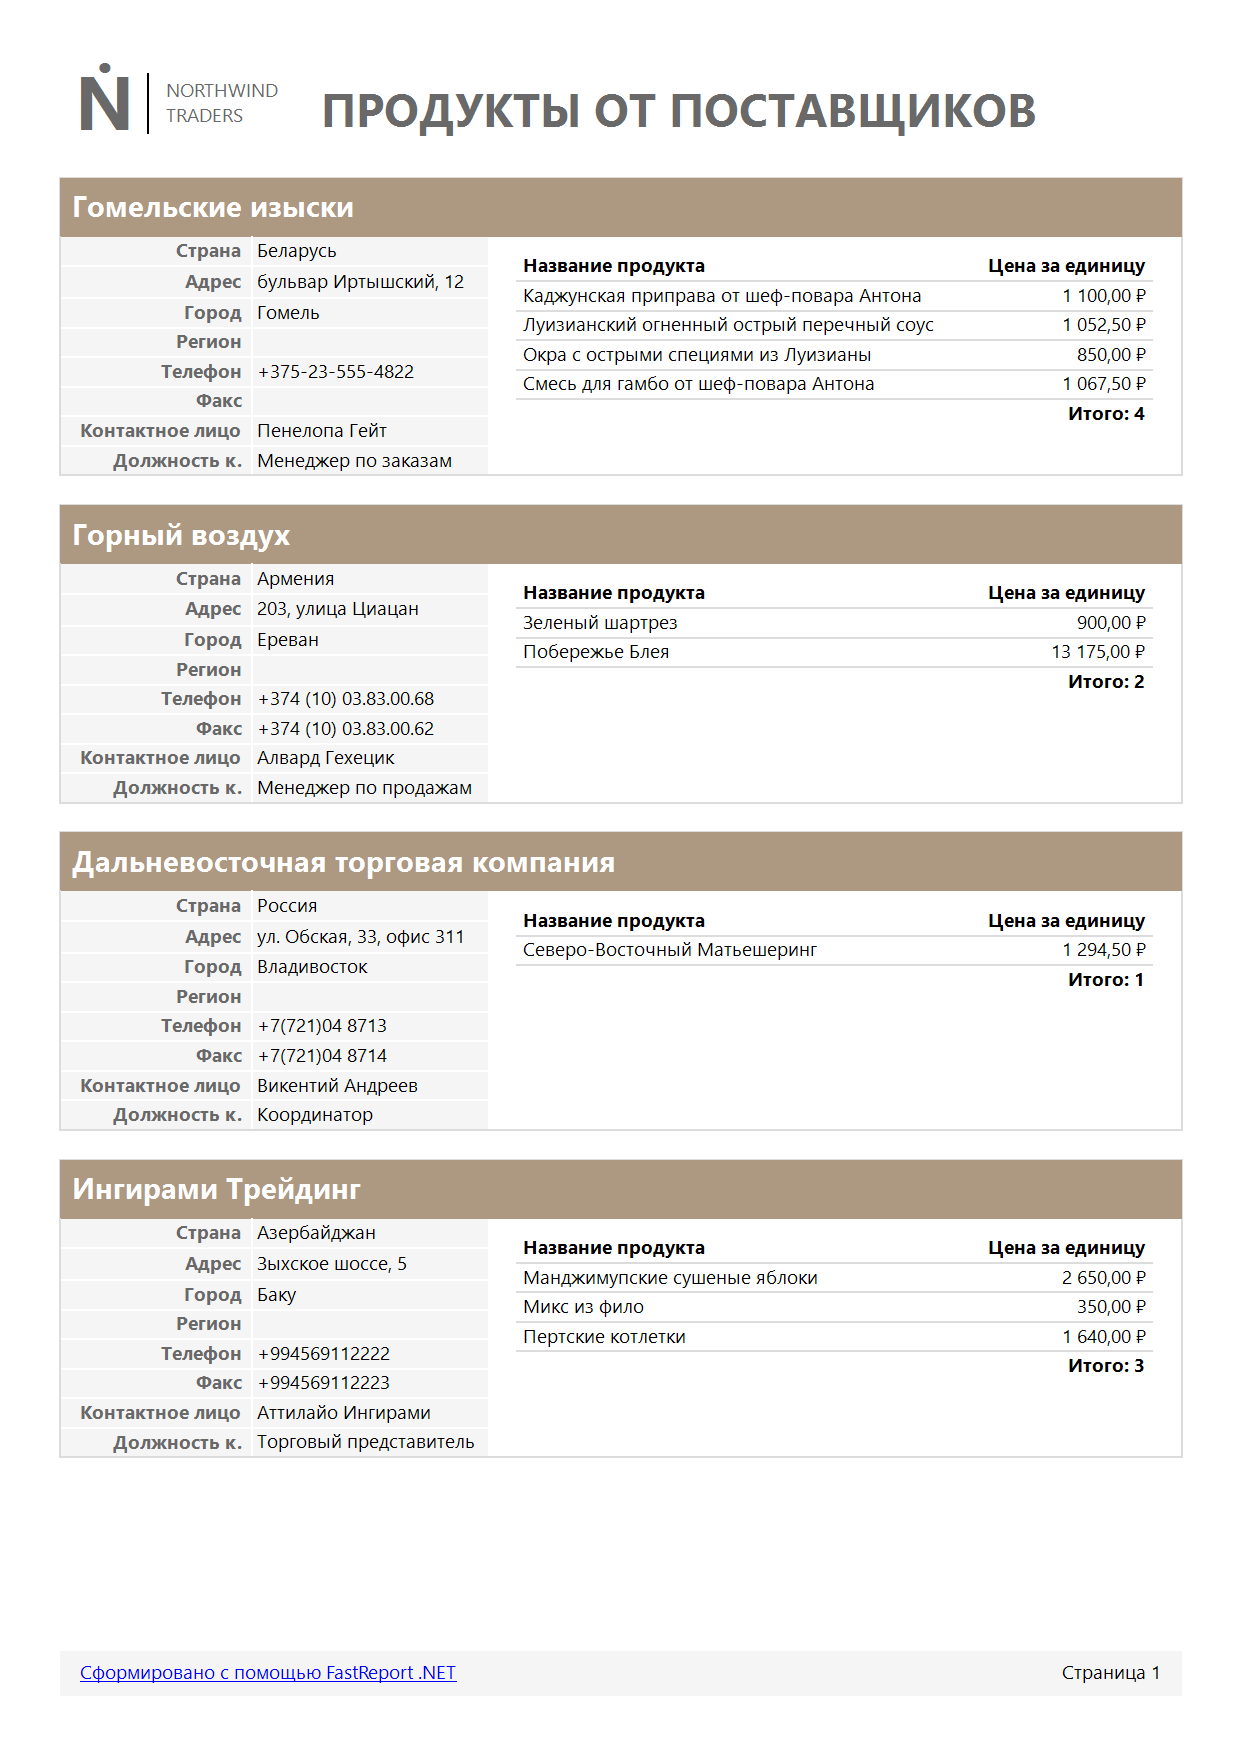 NORTHWIND
TRADERS
ПРОДУКТЫ ОТ ПОСТАВЩИКОВ
Гомельские изыски
Страна Беларусь
Адрес бульвар Иртышский, 12
Город Гомель
Регион
Телефон +375-23-555-4822
Факс
Контактное лицо Пенелопа Гейт
Должность к. Менеджер по заказам
Название продукта Цена за единицу
Каджунская приправа от шеф-повара Антона 1 100,00 ₽
Луизианский огненный острый перечный соус 1 052,50 ₽
Окра с острыми специями из Луизианы 850,00 ₽
Смесь для гамбо от шеф-повара Антона 1 067,50 ₽
Итого: 4
Горный воздух
Страна Армения
Адрес 203, улица Циацан
Город Ереван
Регион
Телефон +374 (10) 03.83.00.68
Факс +374 (10) 03.83.00.62
Контактное лицо Алвард Гехецик
Должность к. Менеджер по продажам
Название продукта Цена за единицу
Зеленый шартрез 900,00 ₽
Побережье Блея 13 175,00 ₽
Итого: 2
Дальневосточная торговая компания
Страна Россия
Адрес ул. Обская, 33, офис 311
Город Владивосток
Регион
Телефон +7(721)04 8713
Факс +7(721)04 8714
Контактное лицо Викентий Андреев
Должность к. Координатор
Название продукта Цена за единицу
Северо-Восточный Матьешеринг 1 294,50 ₽
Итого: 1
Ингирами Трейдинг
Страна Азербайджан
Адрес Зыхское шоссе, 5
Город Баку
Регион
Телефон +994569112222
Факс +994569112223
Контактное лицо Аттилайо Ингирами
Должность к. Торговый представитель
Название продукта Цена за единицу
Манджимупские сушеные яблоки 2 650,00 ₽
Микс из фило 350,00 ₽
Пертские котлетки 1 640,00 ₽
Итого: 3
Сформировано с помощью FastReport .NET
Страница 1